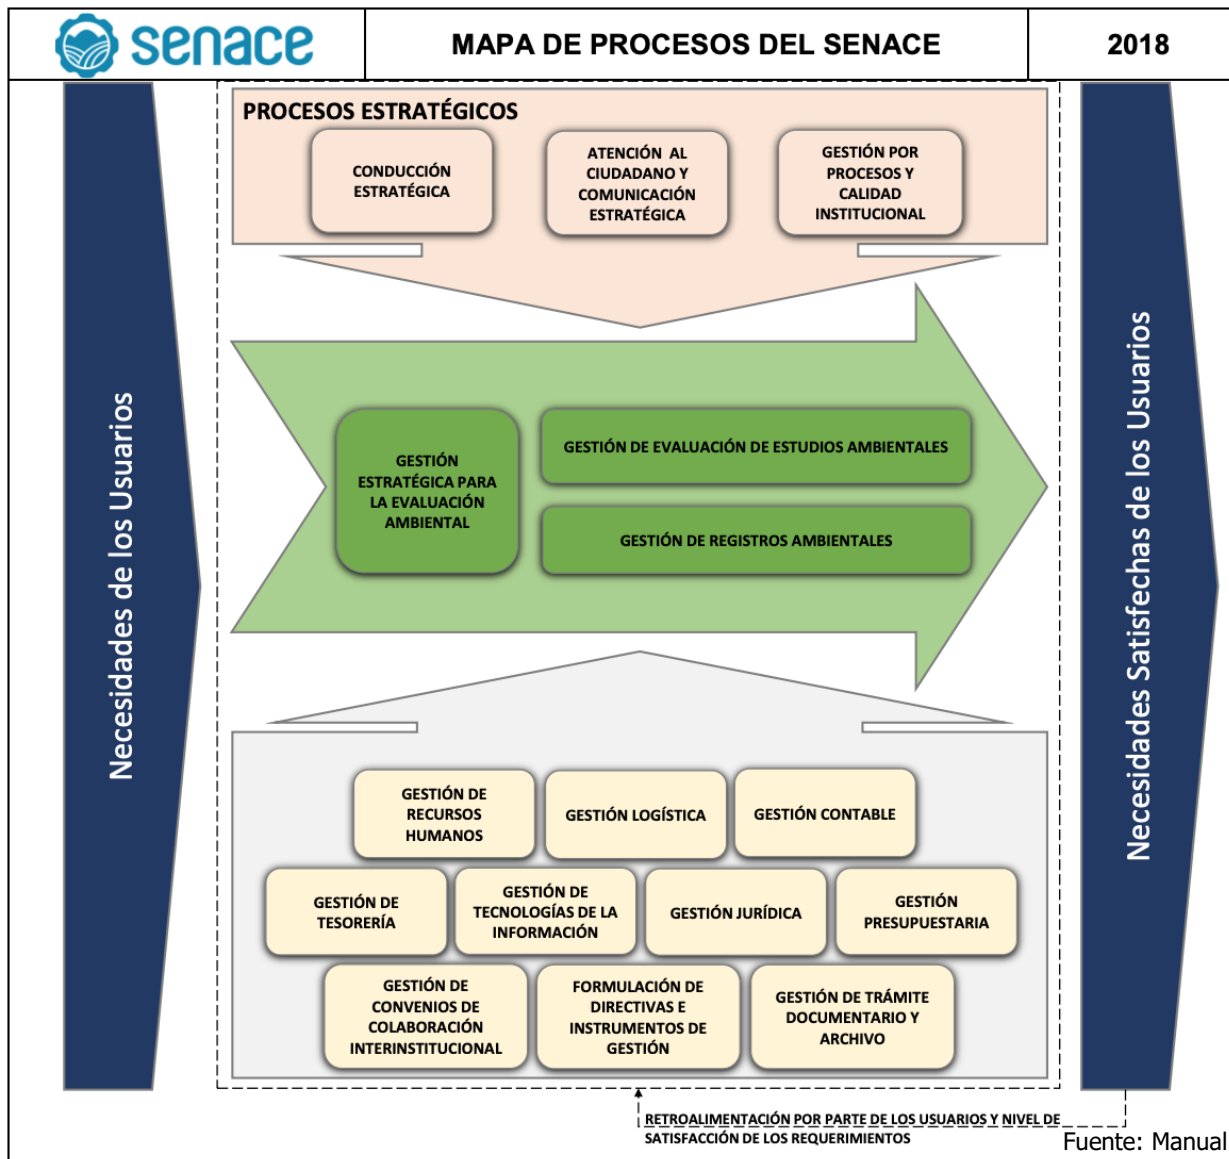 senace
MAPA DE PROCESOS DEL SENACE
2018
Necesidades de los Usuarios
PROCESOS ESTRATÉGICOS
CONDUCCIÓN
ESTRATÉGICA
ATENCIÓN AL
CIUDADANO Y
COMUNICACIÓN
ESTRATÉGICA
GESTIÓN POR
PROCESOS Y
CALIDAD
INSTITUCIONAL
GESTIÓN
ESTRATÉGICA PARA
LA EVALUACIÓN
AMBIENTAL
GESTIÓN DE EVALUACIÓN DE ESTUDIOS AMBIENTALES
GESTIÓN DE REGISTROS AMBIENTALES
GESTIÓN DE
RECURSOS
HUMANOS
GESTIÓN LOGÍSTICA
GESTIÓN CONTABLE
GESTIÓN DE
TESORERÍA
GESTIÓN DE
TECNOLOGÍAS DE LA
INFORMACIÓN
GESTIÓN JURÍDICA
GESTIÓN
PRESUPUESTARIA
GESTIÓN DE
CONVENIOS DE
COLABORACIÓN
INTERINSTITUCIONAL
FORMULACIÓN DE
DIRECTIVAS E
INSTRUMENTOS DE
GESTIÓN
GESTIÓN DE TRÁMITE
DOCUMENTARIO Y
ARCHIVO
Necesidades Satisfechas de los Usuarios
RETROALIMENTACIÓN POR PARTE DE LOS USUARIOS Y NIVEL DE
SATISFACCIÓN DE LOS REQUERIMIENTOS
Fuente: Manual